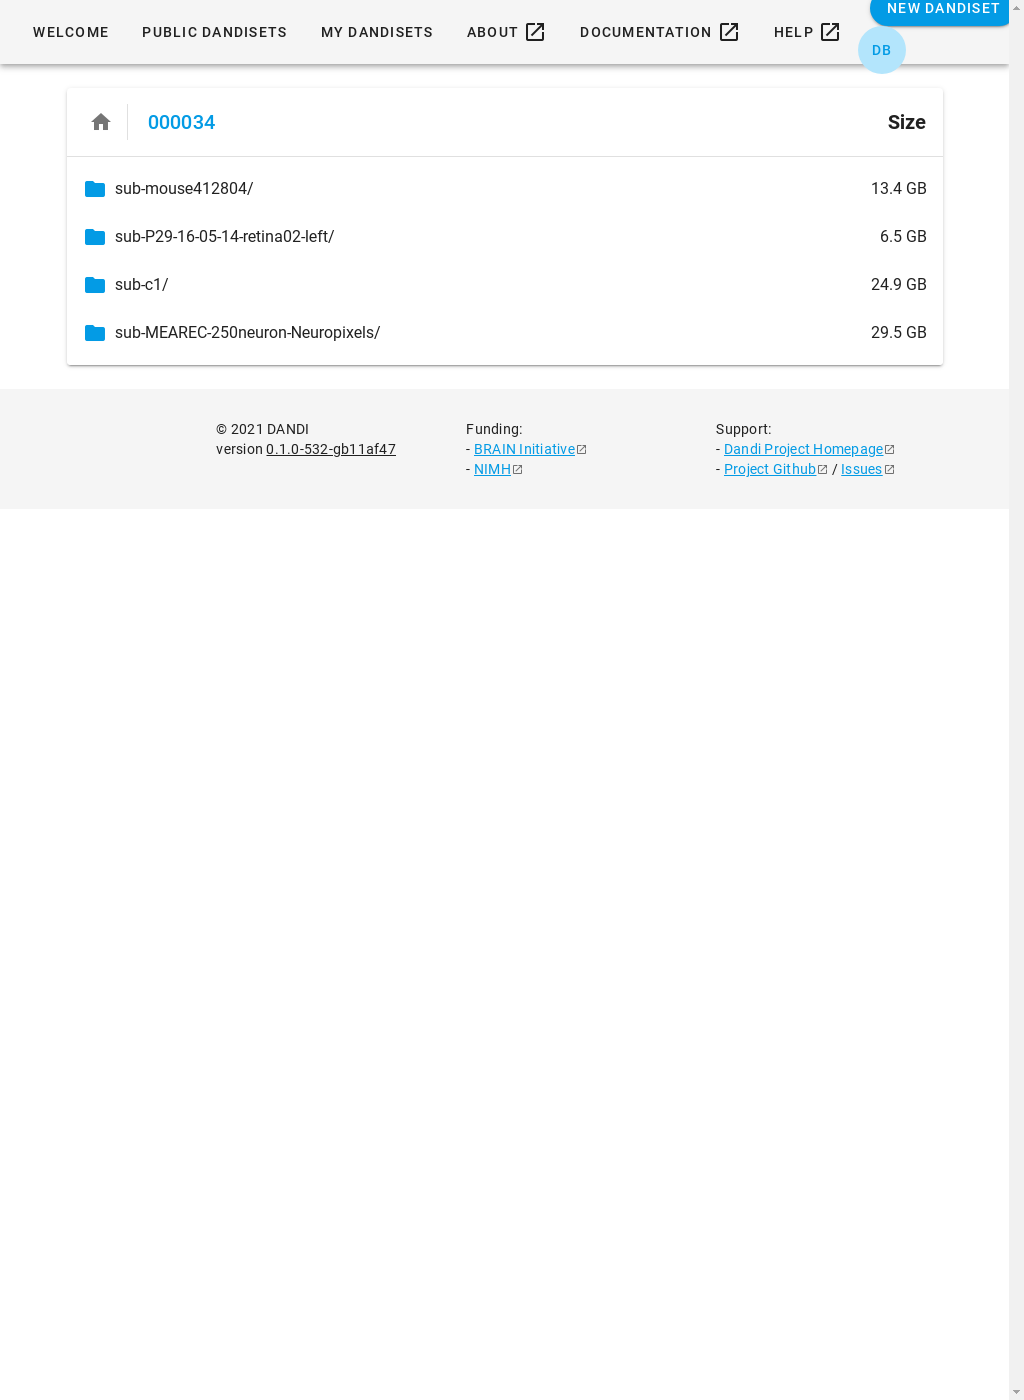 NEW DANDISET
WELCOME PUBLIC DANDISETS MY DANDISETS ABOUT DOCUMENTATION HELP
DB
000034 Size
sub-mouse412804/ 13.4 GB
sub-P29-16-05-14-retina02-left/ 6.5 GB
sub-c1/ 24.9 GB
sub-MEAREC-250neuron-Neuropixels/ 29.5 GB
© 2021 DANDI
version 0.1.0-532-gb11af47
Funding:
- BRAIN Initiative
- NIMH
Support:
- Dandi Project Homepage
- Project Github / Issues